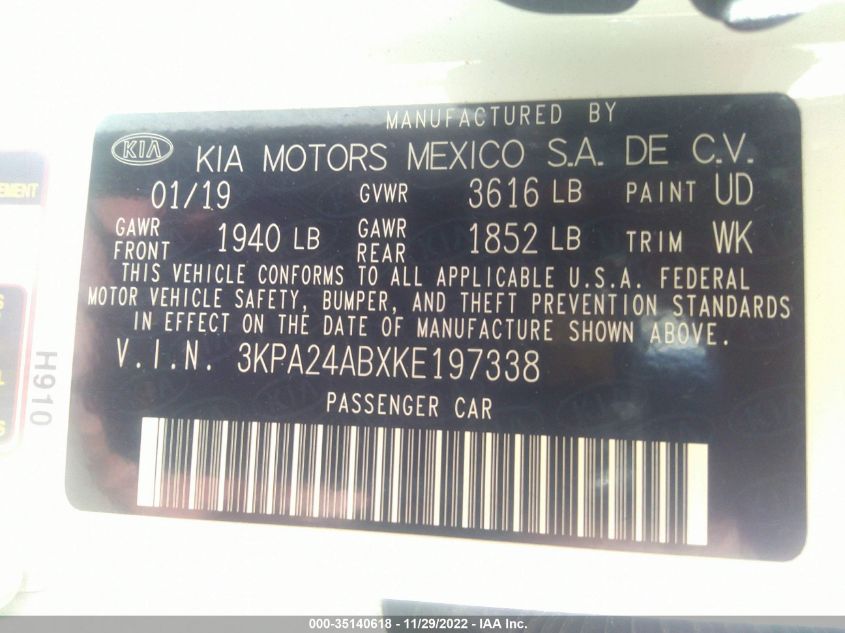 MANUFACTURED BY
KIA KIA MOTORS MEXICO S.A. DE C.V.
01/19 GVWR 3616 LB PAINT UD
GAWR FRONT 1940 LB GAWR REAR 1852 LB TRIM WK
THIS VEHICLE CONFORMS TO ALL APPLICABLE U.S.A. FEDERAL
MOTOR VEHICLE SAFETY, BUMPER, AND THEFT PREVENTION STANDARDS
IN EFFECT ON THE DATE OF MANUFACTURE SHOWN ABOVE.
V.I.N. 3KPA24ABXKE197338
PASSENGER CAR
H910
000-35140618 - 11/29/2022 - IAA Inc.